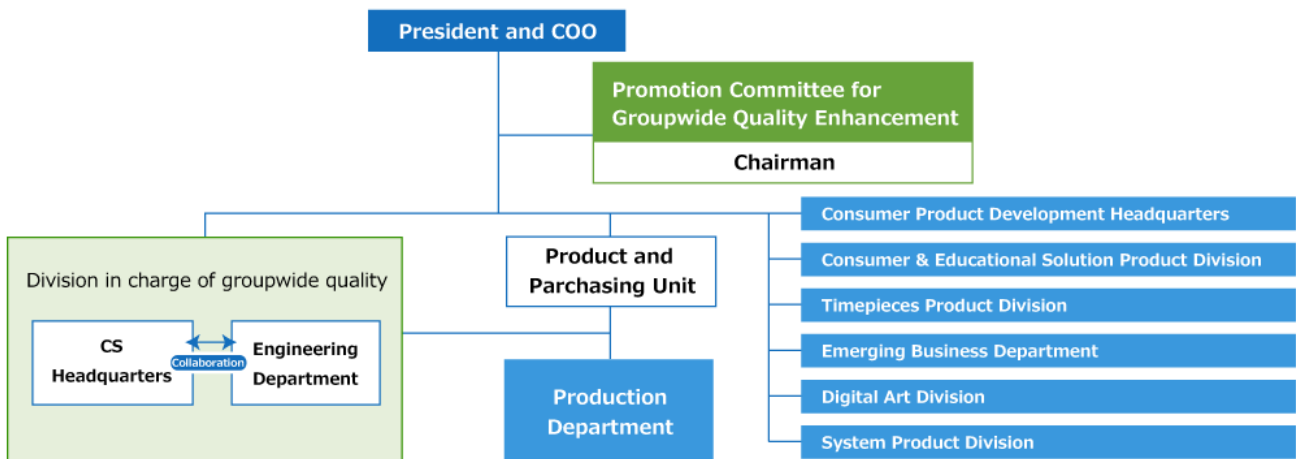 President and COO
Promotion Committee for
Groupwide Quality Enhancement
Chairman
Division in charge of groupwide quality
CS
Headquarters
Collaboration
Engineering
Department
Product and
Parchasing Unit
Production
Department
Consumer Product Development Headquarters
Consumer & Educational Solution Product Division
Timepieces Product Division
Emerging Business Department
Digital Art Division
System Product Division